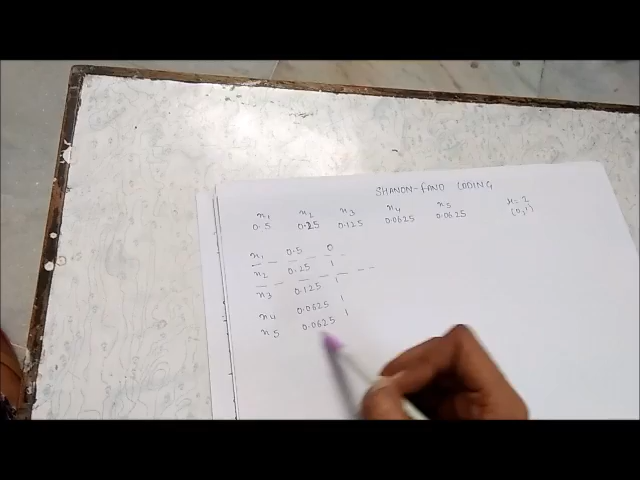 SHANON-FANO CODING
x₁ x₂ x₃ x₄ x₅ x=2
0.5 0.25 0.125 0.0625 0.0625 (0,1)
x₁ 0.5 0
x₂ 0.25 1
x₃ 0.125 1
x₄ 0.0625 1
x₅ 0.0625 1